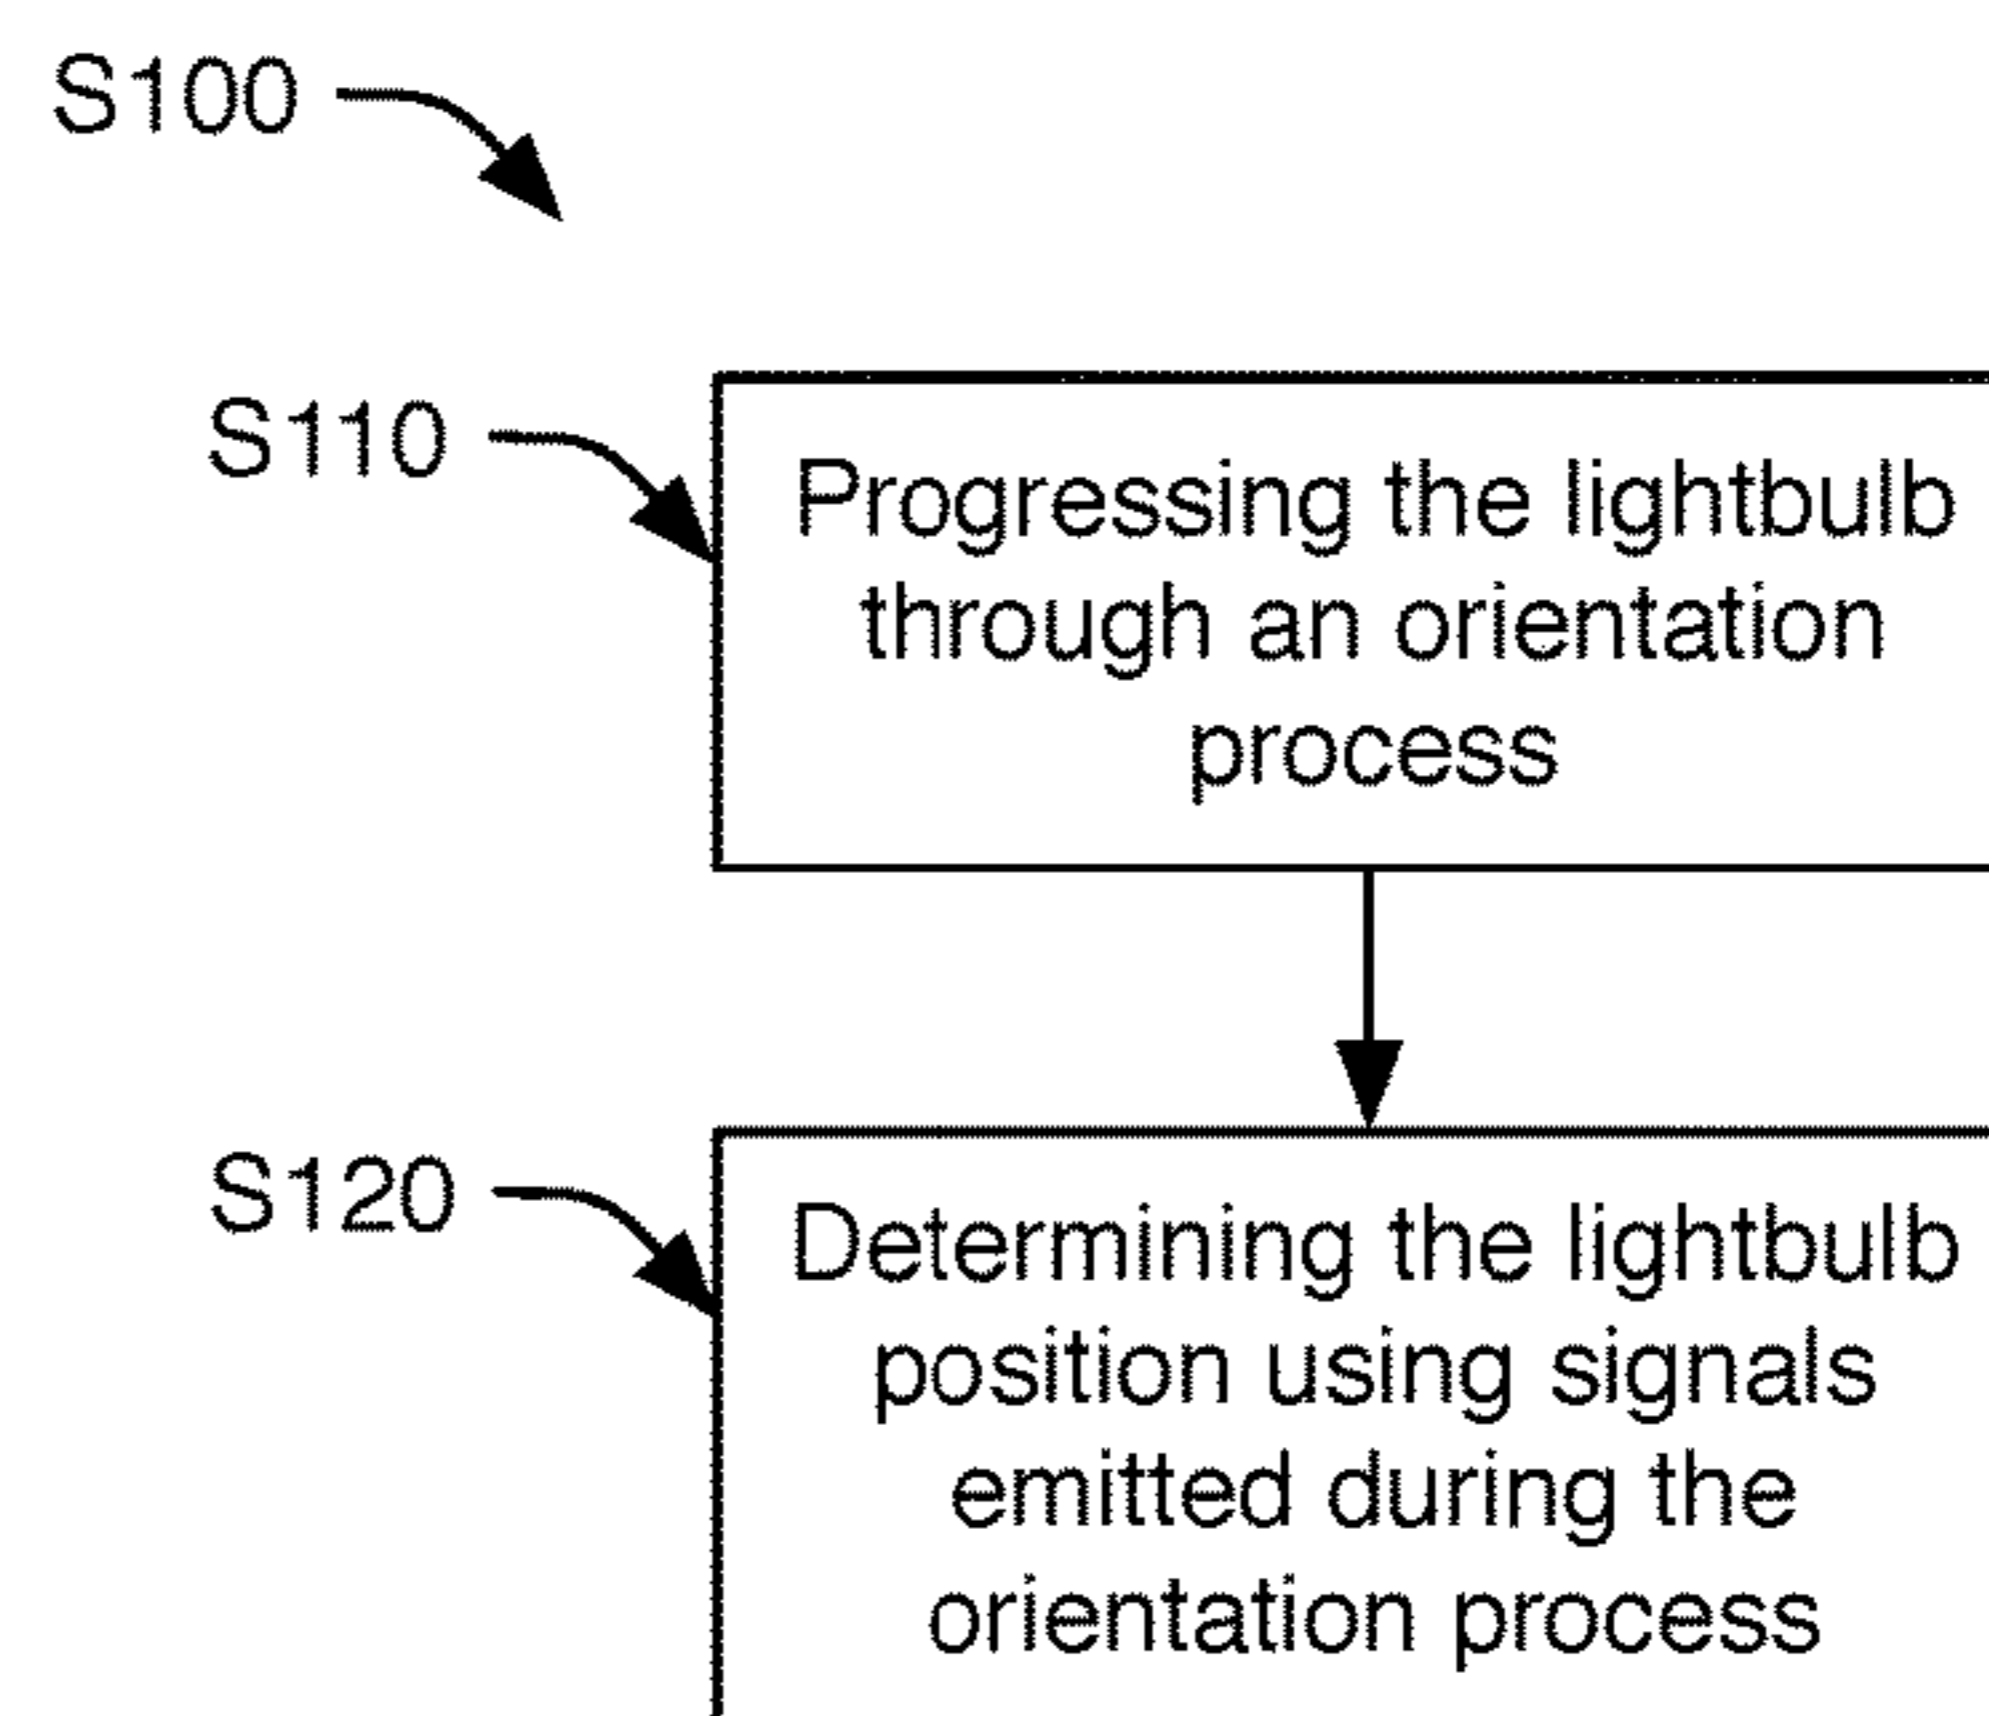 S100
S110
Progressing the lightbulb
through an orientation
process
S120
Determining the lightbulb
position using signals
emitted during the
orientation process